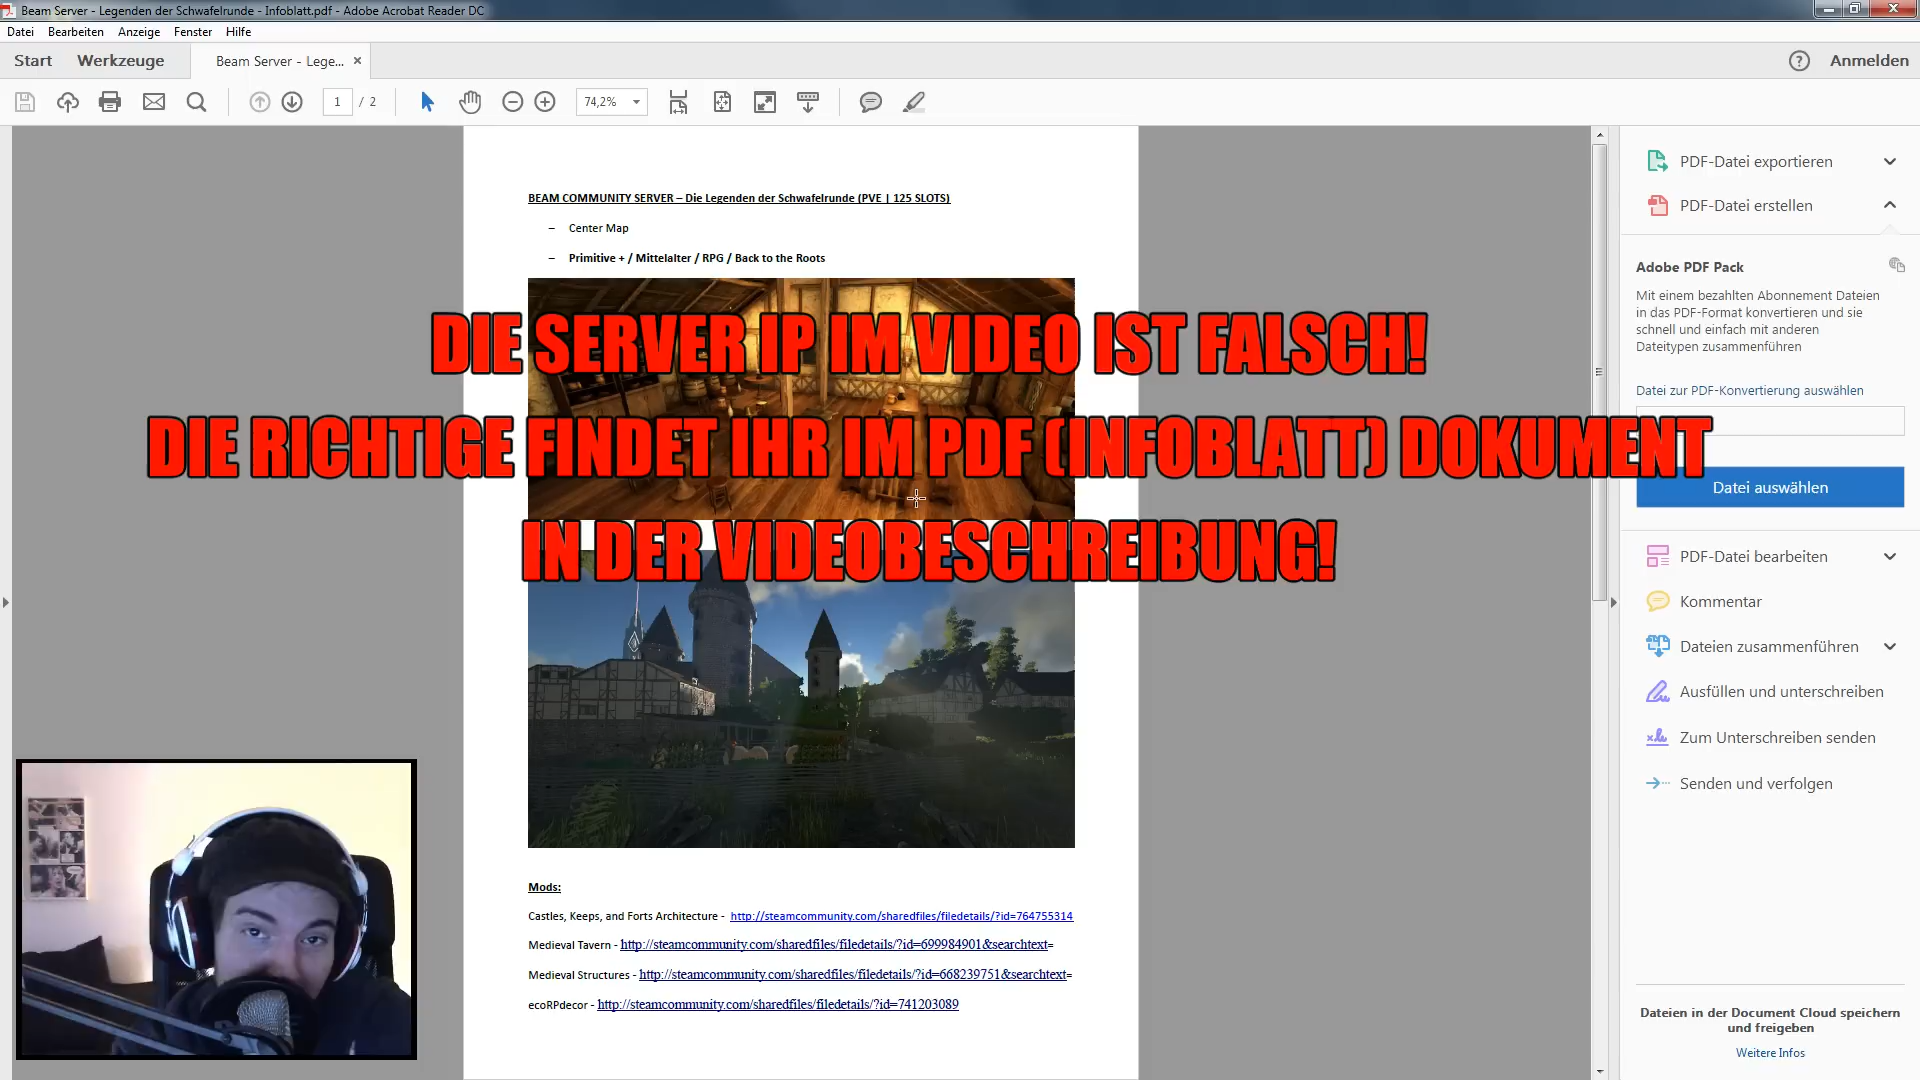 Beam Server - Legenden der Schwafelrunde - Infoblatt.pdf - Adobe Acrobat Reader DC
Datei Bearbeiten Anzeige Fenster Hilfe
Start Werkzeuge Beam Server - Lege... × ? Anmelden
1 / 2 74,2%
BEAM COMMUNITY SERVER – Die Legenden der Schwafelrunde (PVE | 125 SLOTS)
– Center Map
– Primitive + / Mittelalter / RPG / Back to the Roots
DIE SERVER IP IM VIDEO IST FALSCH!
DIE RICHTIGE FINDET IHR IM PDF (INFOBLATT) DOKUMENT
IN DER VIDEOBESCHREIBUNG!
Mods:
Castles, Keeps, and Forts Architecture - http://steamcommunity.com/sharedfiles/filedetails/?id=764755314
Medieval Tavern - http://steamcommunity.com/sharedfiles/filedetails/?id=699984901&searchtext=
Medieval Structures - http://steamcommunity.com/sharedfiles/filedetails/?id=668239751&searchtext=
ecoRPdecor - http://steamcommunity.com/sharedfiles/filedetails/?id=741203089
PDF-Datei exportieren
PDF-Datei erstellen
Adobe PDF Pack
Mit einem bezahlten Abonnement Dateien
in das PDF-Format konvertieren und sie
schnell und einfach mit anderen
Dateitypen zusammenführen
Datei zur PDF-Konvertierung auswählen
Datei auswählen
PDF-Datei bearbeiten
Kommentar
Dateien zusammenführen
Ausfüllen und unterschreiben
Zum Unterschreiben senden
Senden und verfolgen
Dateien in der Document Cloud speichern
und freigeben
Weitere Infos